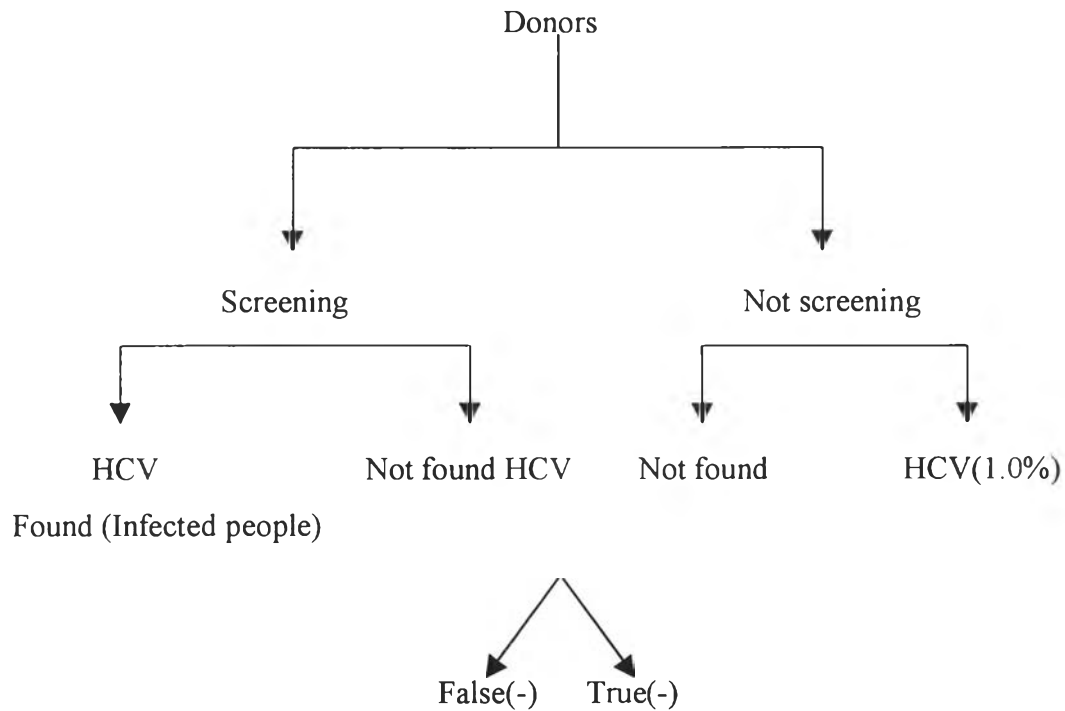 Donors
Screening
Not screening
HCV
Not found HCV
Not found
HCV(1.0%)
Found (Infected people)
False(-)
True(-)